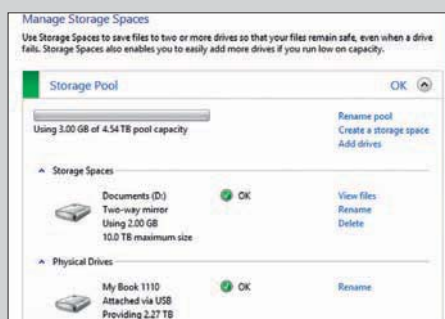 Manage Storage Spaces
Use Storage Spaces to save files to two or more drives so that your files remain safe, even when a drive
fails. Storage Spaces also enables you to easily add more drives if you run low on capacity.
Storage Pool OK
Using 3.00 GB of 4.54 TB pool capacity
Rename pool
Create a storage space
Add drives
Storage Spaces
Documents (D:) OK View files
Two-way mirror Rename
Using 2.00 GB Delete
10.0 TB maximum size
Physical Drives
My Book 1110 OK Rename
Attached via USB
Providing 2.27 TB